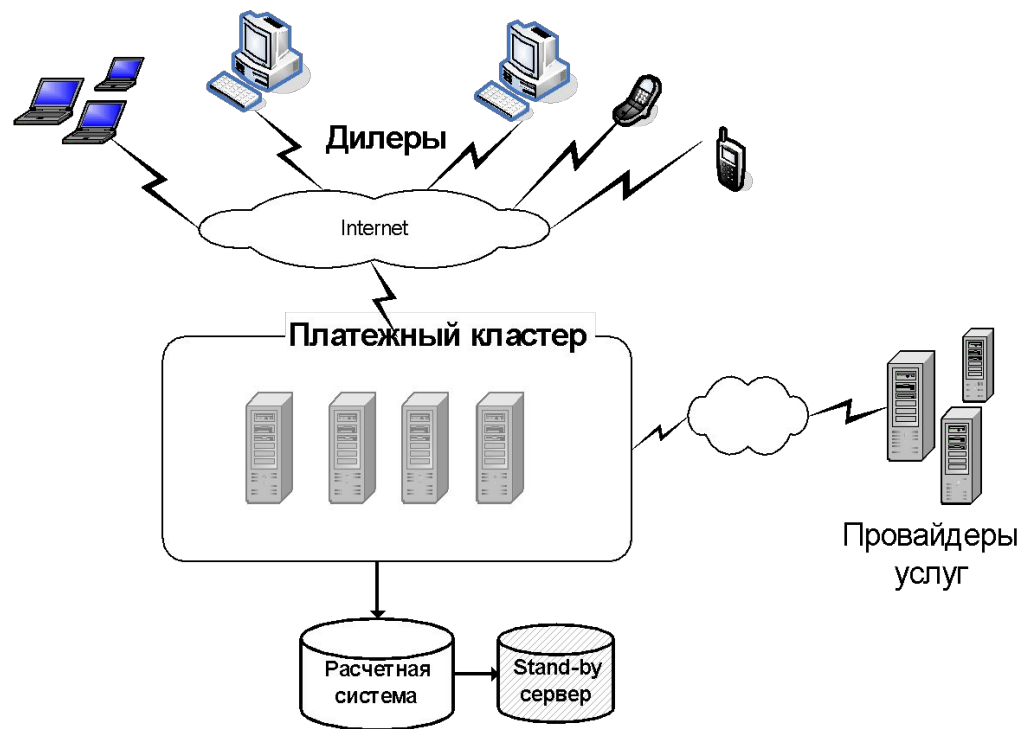 Дилеры
Internet
Платежный кластер
Провайдеры
услуг
Расчетная
система
Stand-by
сервер